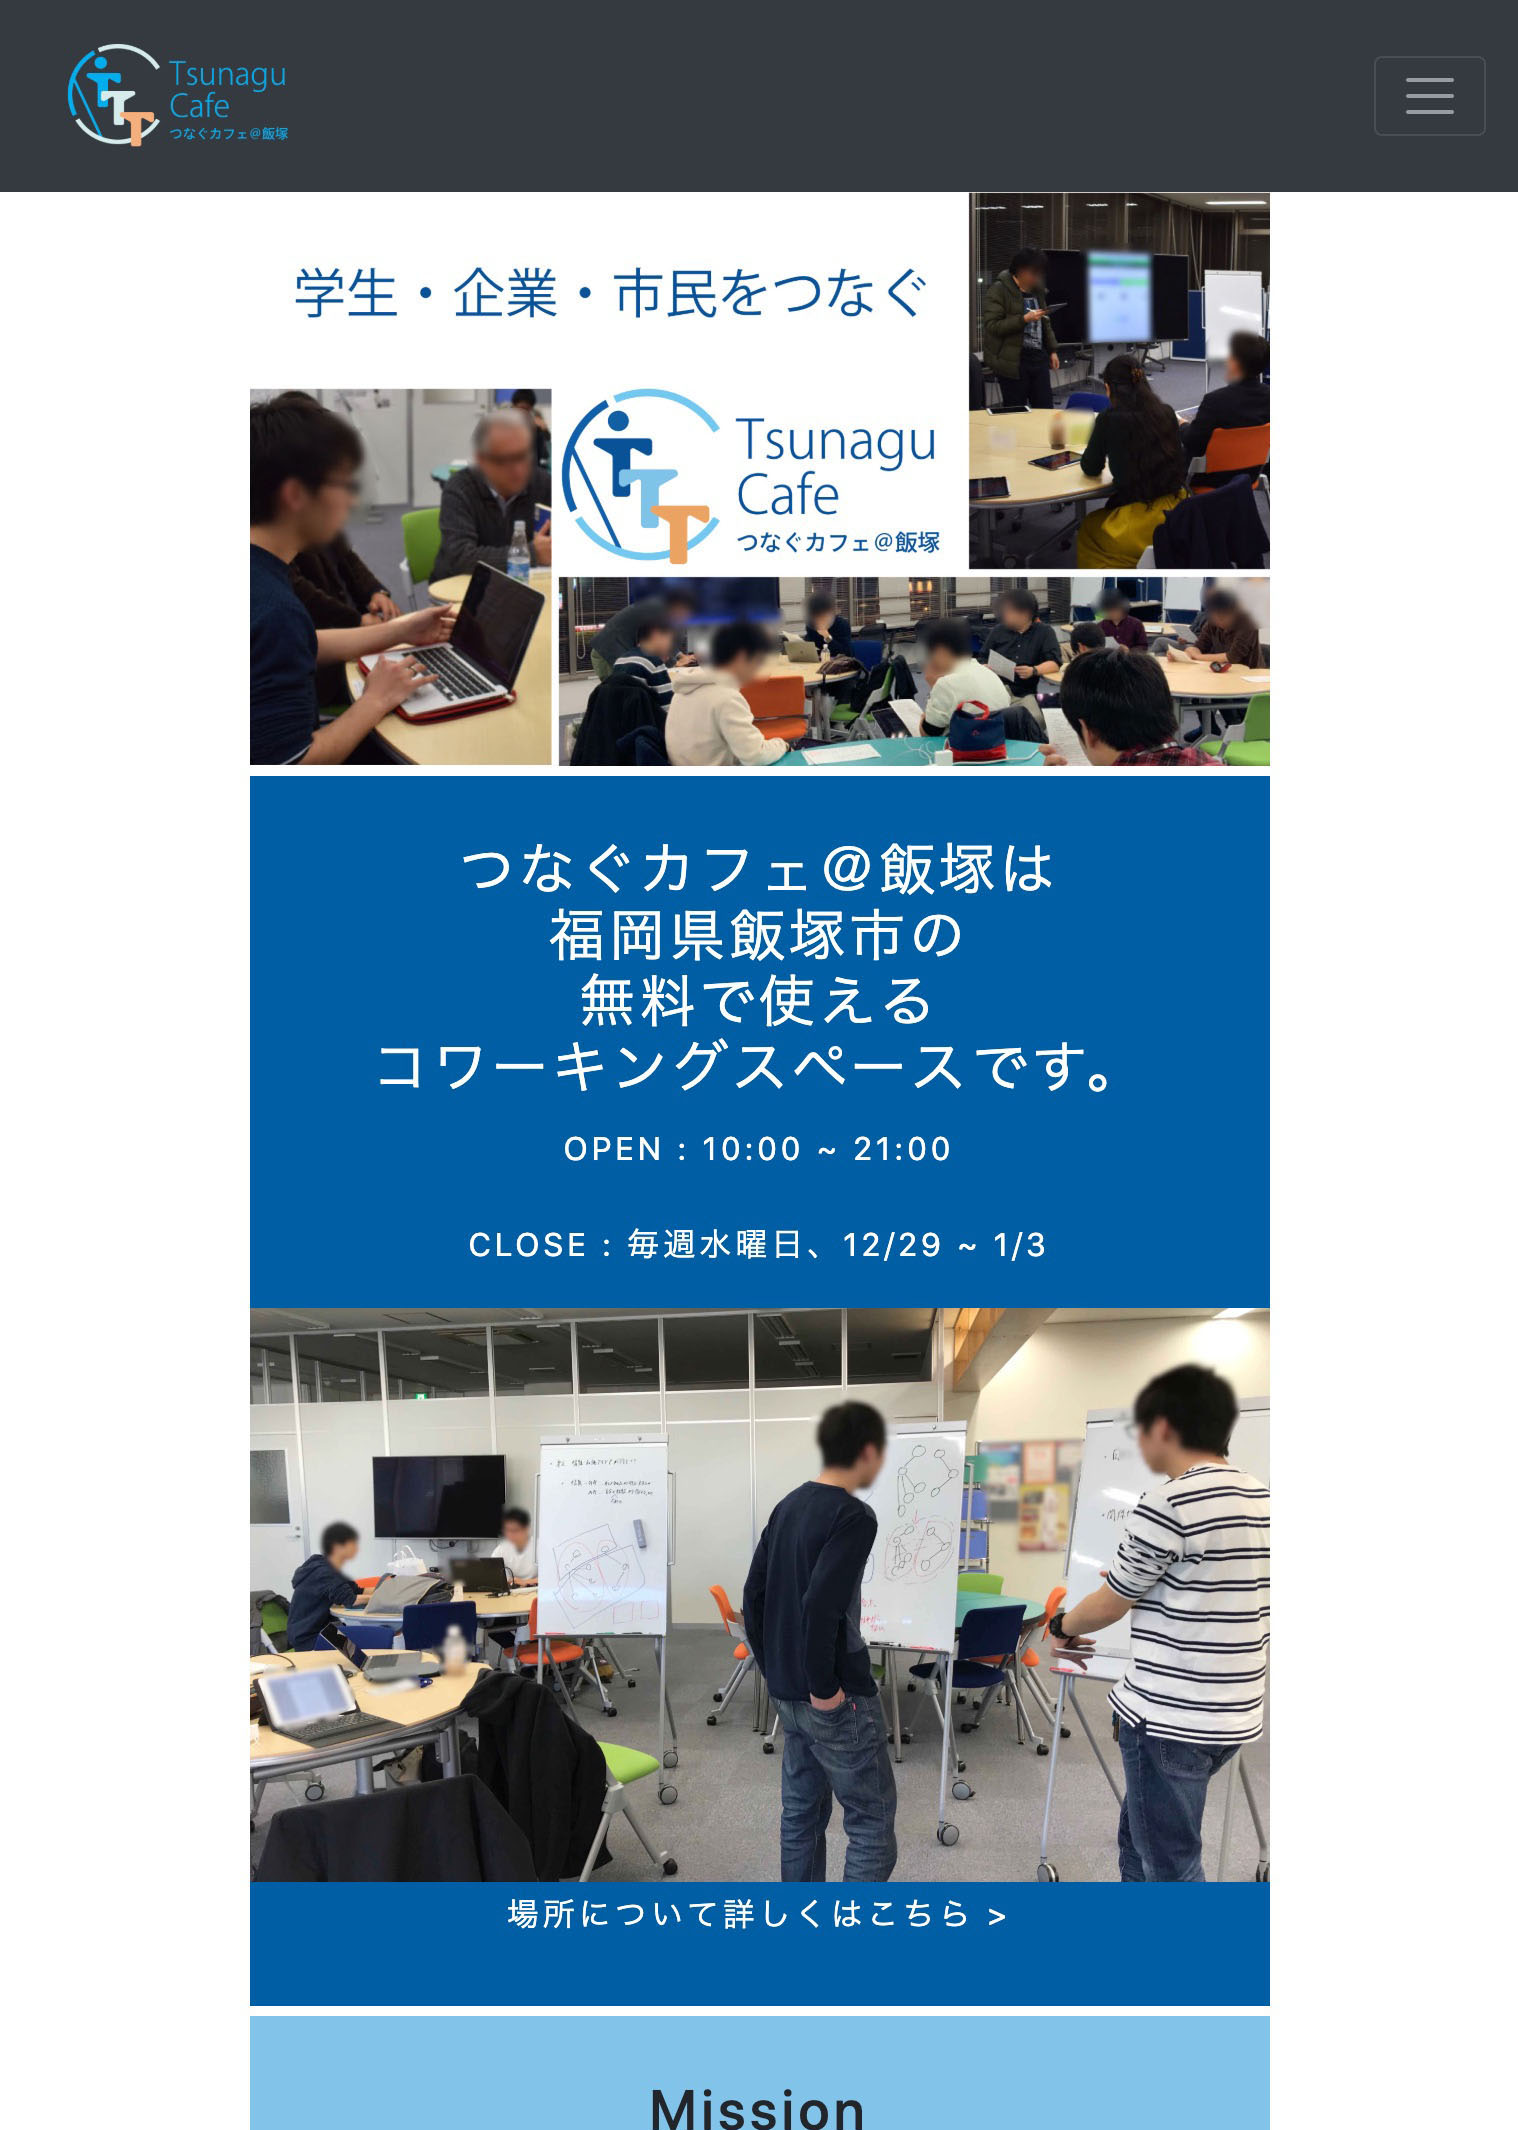 Tsunagu
Cafe
つなぐカフェ@飯塚
学生・企業・市民をつなぐ
Tsunagu
Cafe
つなぐカフェ@飯塚
つなぐカフェ@飯塚は
福岡県飯塚市の
無料で使える
コワーキングスペースです。
OPEN : 10:00 ~ 21:00
CLOSE : 毎週水曜日、12/29 ~ 1/3
場所について詳しくはこちら >
Mission